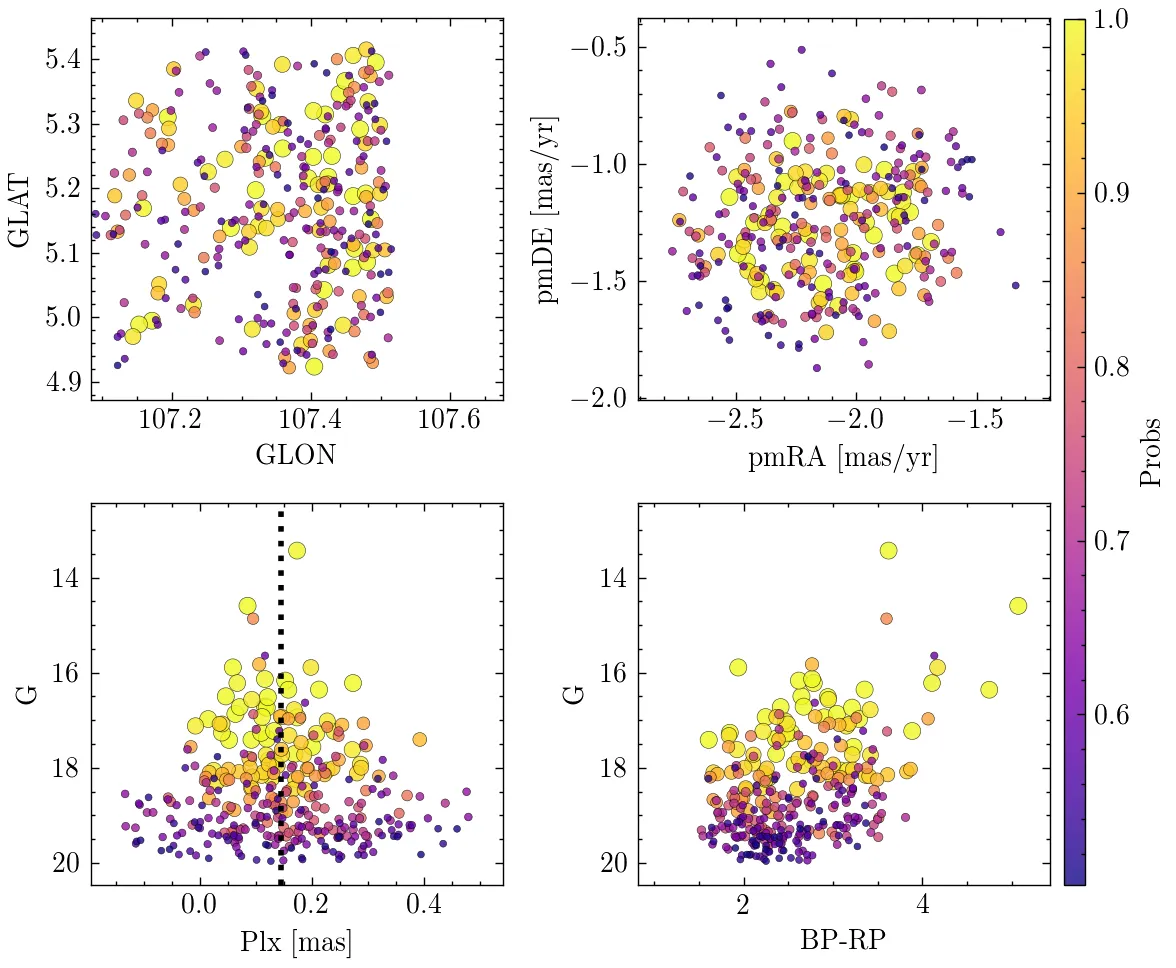 5.4
5.3
5.2
5.1
5.0
4.9
GLAT
107.2 107.4 107.6
GLON
−0.5
−1.0
−1.5
−2.0
pmDE [mas/yr]
−2.5 −2.0 −1.5
pmRA [mas/yr]
1.0
0.9
0.8
0.7
0.6
Probs
14
16
18
20
G
0.0 0.2 0.4
Plx [mas]
14
16
18
20
G
2 4
BP-RP